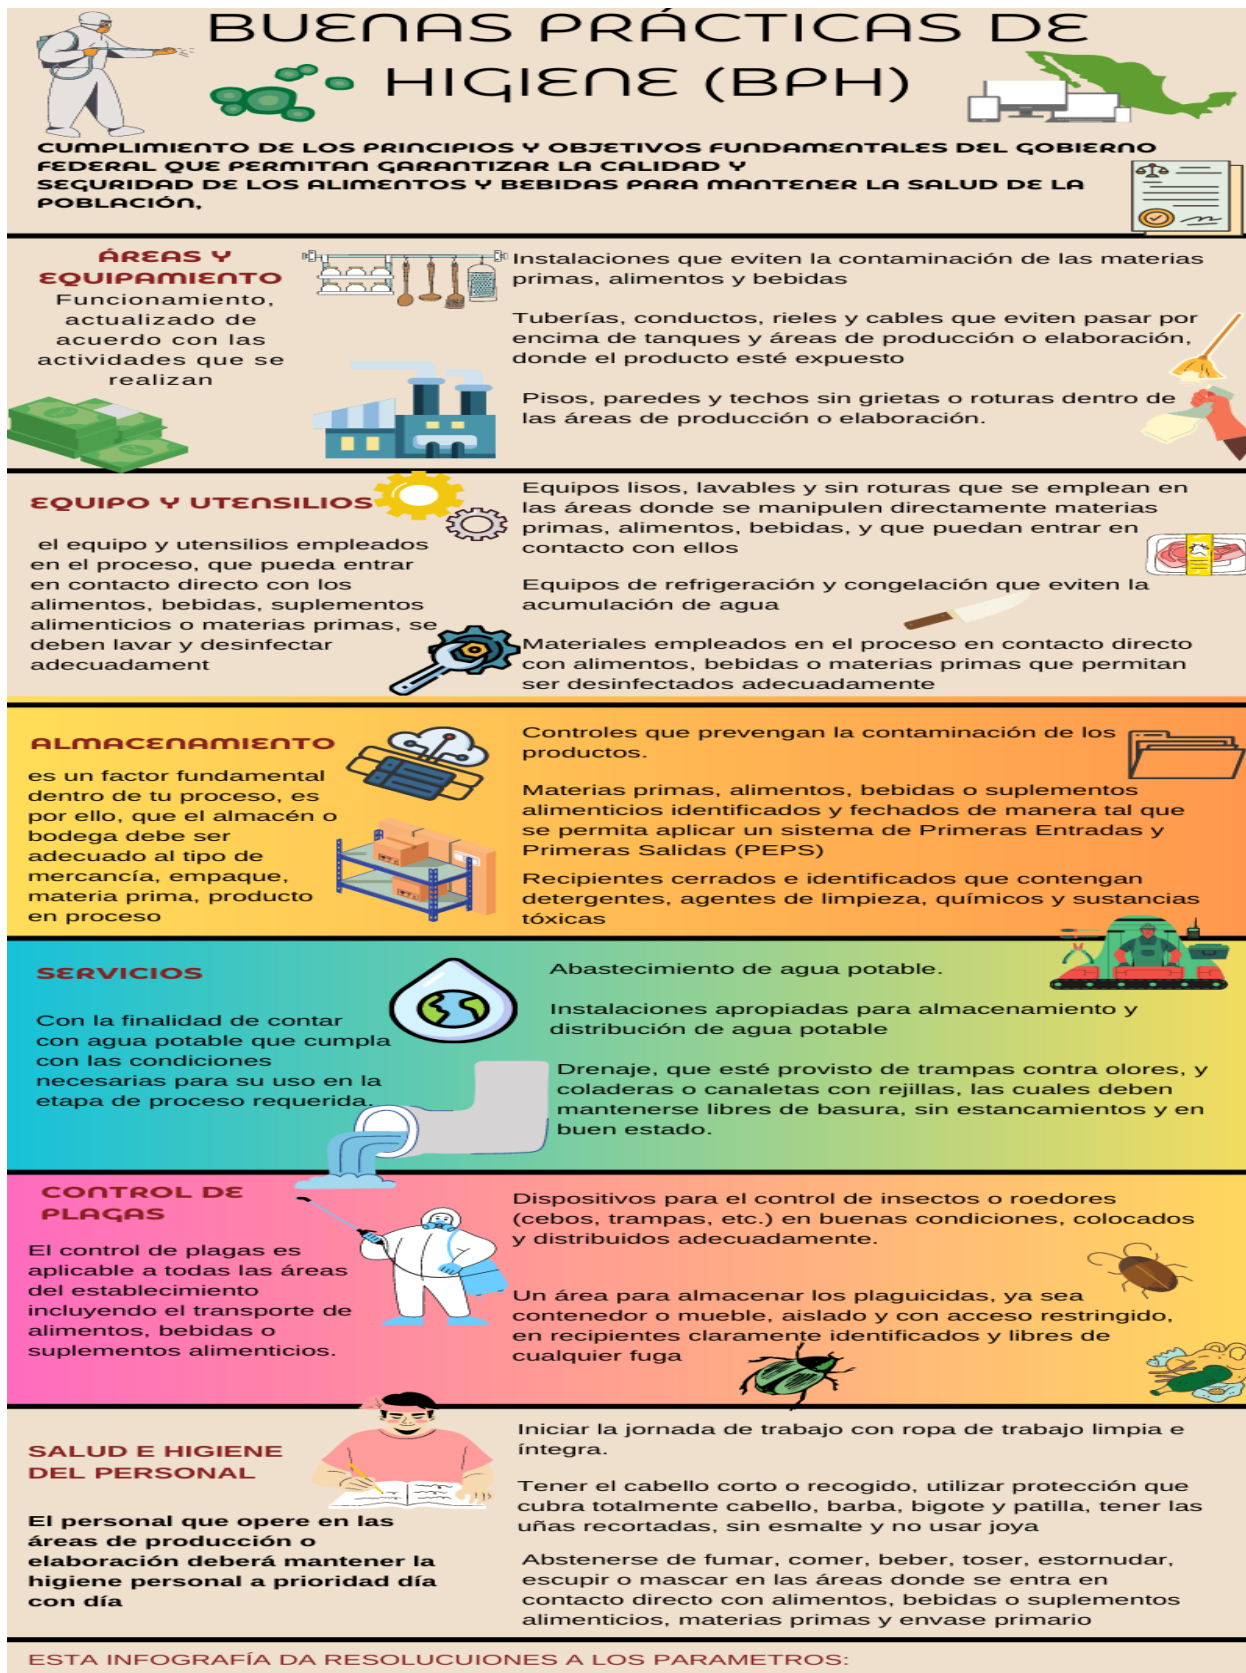 BUENAS PRÁCTICAS DE
HIGIENE (BPH)
CUMPLIMIENTO DE LOS PRINCIPIOS Y OBJETIVOS FUNDAMENTALES DEL GOBIERNO
FEDERAL QUE PERMITAN GARANTIZAR LA CALIDAD Y
SEGURIDAD DE LOS ALIMENTOS Y BEBIDAS PARA MANTENER LA SALUD DE LA
POBLACIÓN,
ÁREAS Y
EQUIPAMIENTO
Funcionamiento,
actualizado de
acuerdo con las
actividades que se
realizan
Instalaciones que eviten la contaminación de las materias
primas, alimentos y bebidas
Tuberías, conductos, rieles y cables que eviten pasar por
encima de tanques y áreas de producción o elaboración,
donde el producto esté expuesto
Pisos, paredes y techos sin grietas o roturas dentro de
las áreas de producción o elaboración.
EQUIPO Y UTENSILIOS
el equipo y utensilios empleados
en el proceso, que pueda entrar
en contacto directo con los
alimentos, bebidas, suplementos
alimenticios o materias primas, se
deben lavar y desinfectar
adecuadament
Equipos lisos, lavables y sin roturas que se emplean en
las áreas donde se manipulen directamente materias
primas, alimentos, bebidas, y que puedan entrar en
contacto con ellos
Equipos de refrigeración y congelación que eviten la
acumulación de agua
Materiales empleados en el proceso en contacto directo
con alimentos, bebidas o materias primas que permitan
ser desinfectados adecuadamente
ALMACENAMIENTO
es un factor fundamental
dentro de tu proceso, es
por ello, que el almacén o
bodega debe ser
adecuado al tipo de
mercancía, empaque,
materia prima, producto
en proceso
Controles que prevengan la contaminación de los
productos.
Materias primas, alimentos, bebidas o suplementos
alimenticios identificados y fechados de manera tal que
se permita aplicar un sistema de Primeras Entradas y
Primeras Salidas (PEPS)
Recipientes cerrados e identificados que contengan
detergentes, agentes de limpieza, químicos y sustancias
tóxicas
SERVICIOS
Con la finalidad de contar
con agua potable que cumpla
con las condiciones
necesarias para su uso en la
etapa de proceso requerida.
Abastecimiento de agua potable.
Instalaciones apropiadas para almacenamiento y
distribución de agua potable
Drenaje, que esté provisto de trampas contra olores, y
coladeras o canaletas con rejillas, las cuales deben
mantenerse libres de basura, sin estancamientos y en
buen estado.
CONTROL DE
PLAGAS
El control de plagas es
aplicable a todas las áreas
del establecimiento
incluyendo el transporte de
alimentos, bebidas o
suplementos alimenticios.
Dispositivos para el control de insectos o roedores
(cebos, trampas, etc.) en buenas condiciones, colocados
y distribuidos adecuadamente.
Un área para almacenar los plaguicidas, ya sea
contenedor o mueble, aislado y con acceso restringido,
en recipientes claramente identificados y libres de
cualquier fuga
SALUD E HIGIENE
DEL PERSONAL
El personal que opere en las
áreas de producción o
elaboración deberá mantener la
higiene personal a prioridad día
con día
Iniciar la jornada de trabajo con ropa de trabajo limpia e
íntegra.
Tener el cabello corto o recogido, utilizar protección que
cubra totalmente cabello, barba, bigote y patilla, tener las
uñas recortadas, sin esmalte y no usar joya
Abstenerse de fumar, comer, beber, toser, estornudar,
escupir o mascar en las áreas donde se entra en
contacto directo con alimentos, bebidas o suplementos
alimenticios, materias primas y envase primario
ESTA INFOGRAFÍA DA RESOLUCUIONES A LOS PARAMETROS: